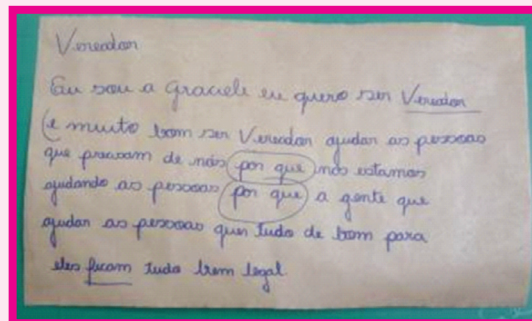 Vereador
Eu sou a Graciele eu quero ser Vereador
(e muito bom ser Vereador ajudar as pessoas
que precisam de nós por que nós estamos
ajudando as pessoas por que a gente que
ajudar as pessoas quer tudo de bom para
eles ficam tudo bem legal